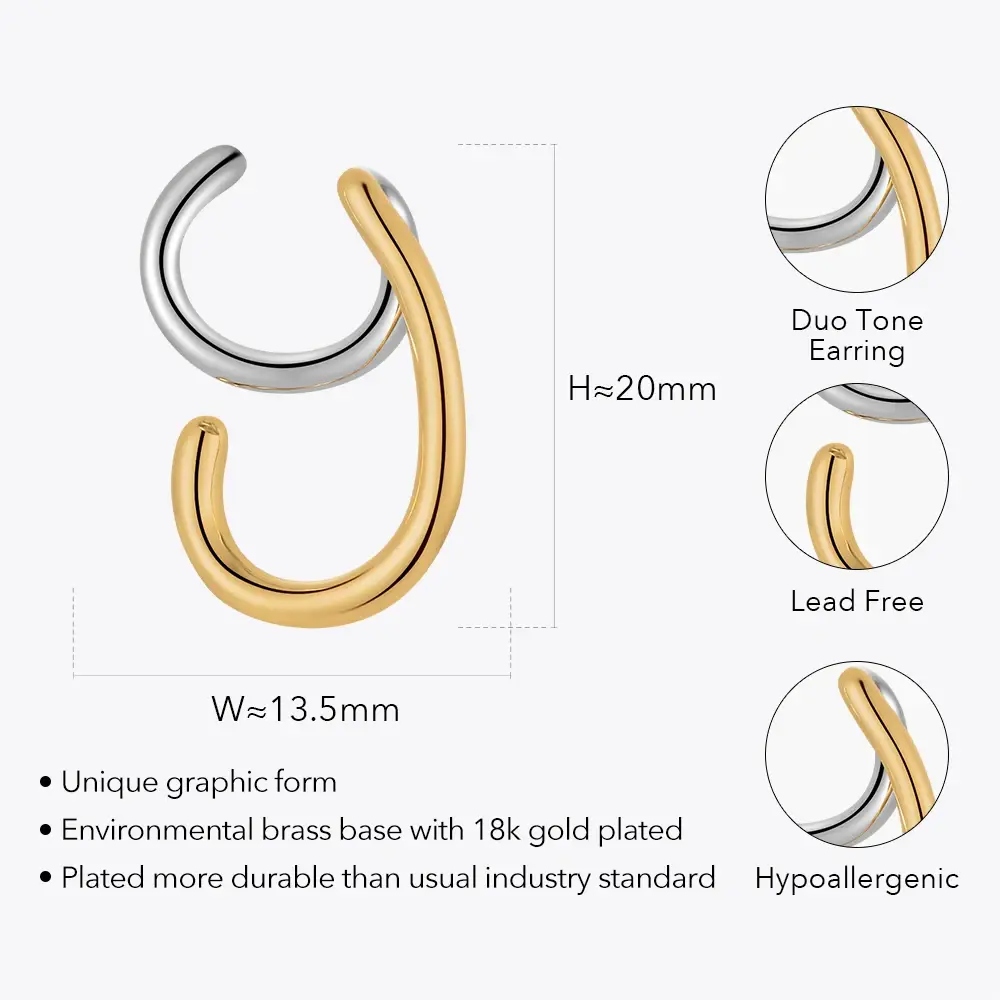 H≈20mm
W≈13.5mm
• Unique graphic form
• Environmental brass base with 18k gold plated
• Plated more durable than usual industry standard
Duo Tone
Earring
Lead Free
Hypoallergenic